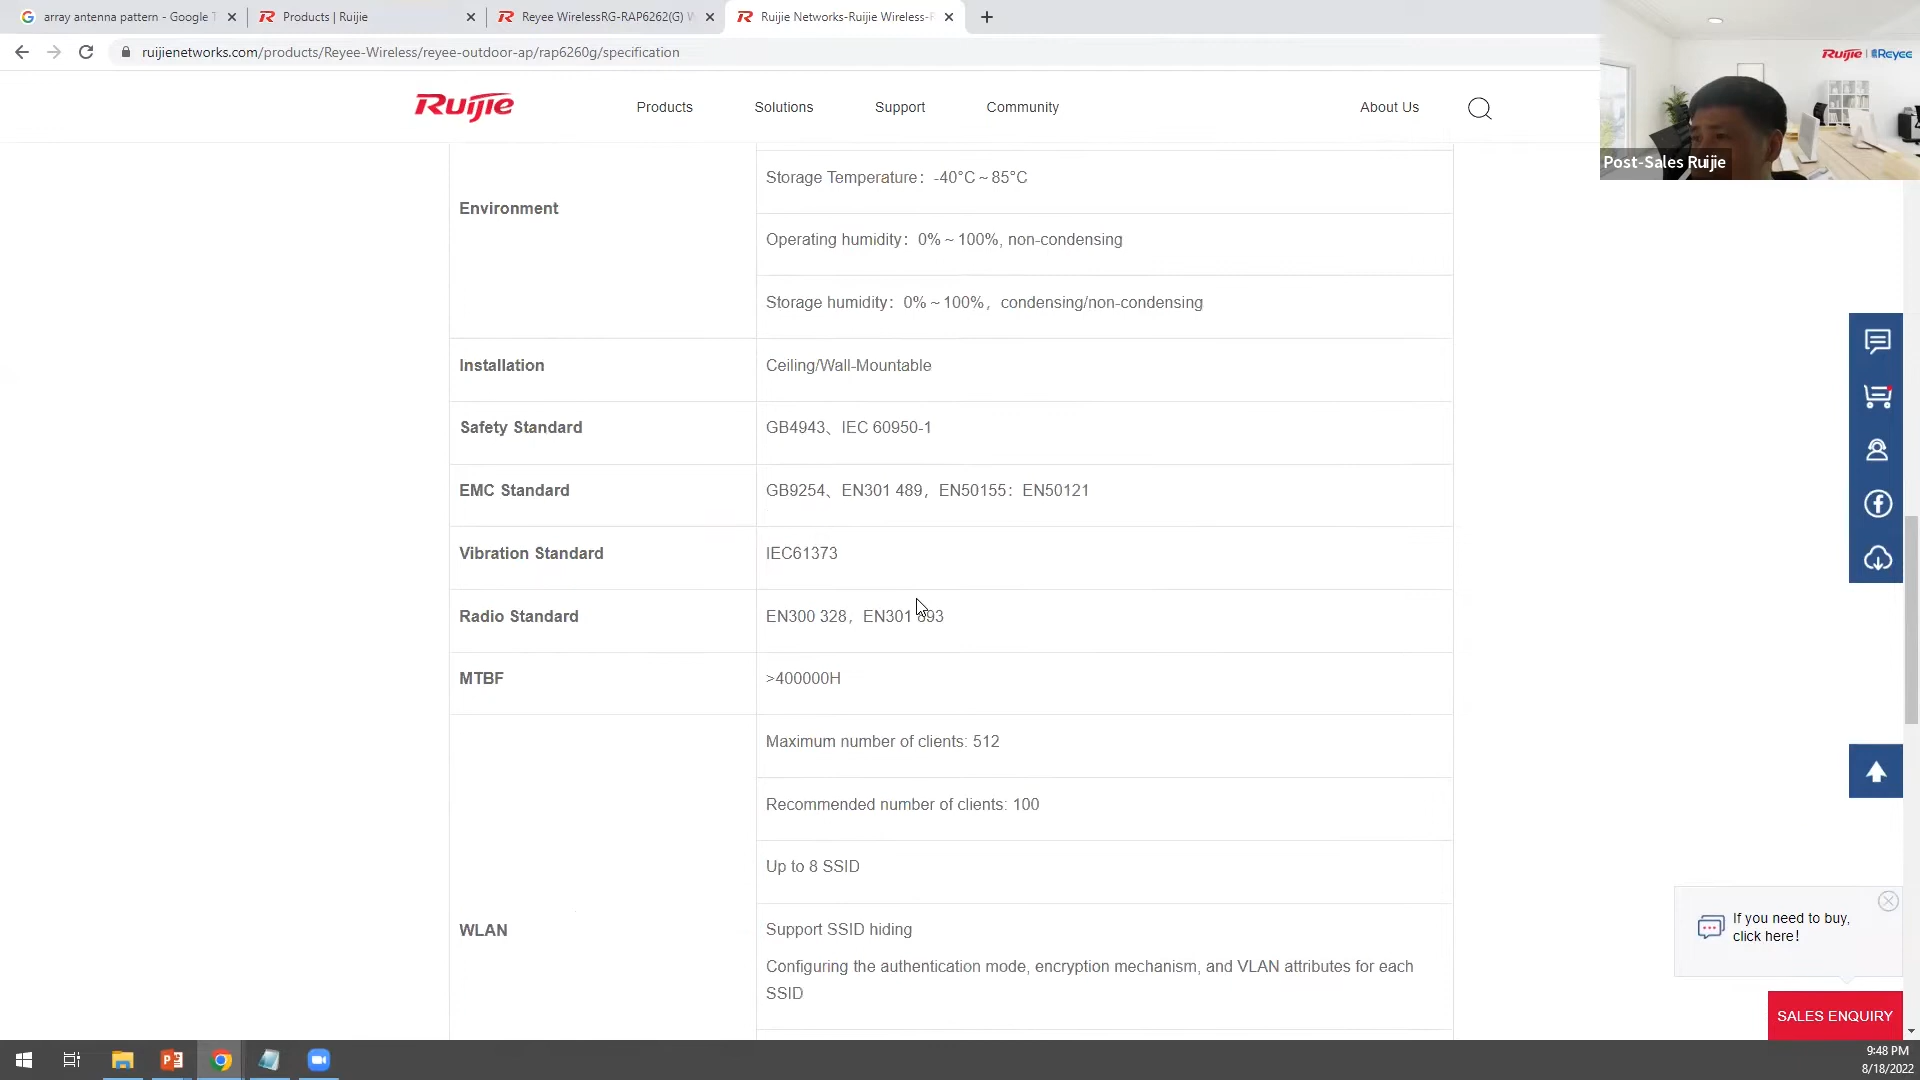 array antenna pattern - Google T
Products | Ruijie
Reyee WirelessRG-RAP6262(G) W
Ruijie Networks-Ruijie Wireless-R
ruijienetworks.com/products/Reyee-Wireless/reyee-outdoor-ap/rap6260g/specification
Ruijie | Reyee
Post-Sales Ruijie
Ruijie
Products
Solutions
Support
Community
About Us
Environment
Storage Temperature：-40°C～85°C
Operating humidity：0%～100%, non-condensing
Storage humidity：0%～100%，condensing/non-condensing
Installation
Ceiling/Wall-Mountable
Safety Standard
GB4943、IEC 60950-1
EMC Standard
GB9254、EN301 489，EN50155：EN50121
Vibration Standard
IEC61373
Radio Standard
EN300 328，EN301 893
MTBF
>400000H
WLAN
Maximum number of clients: 512
Recommended number of clients: 100
Up to 8 SSID
Support SSID hiding
Configuring the authentication mode, encryption mechanism, and VLAN attributes for each
SSID
If you need to buy,
click here!
SALES ENQUIRY
9:48 PM
8/18/2022